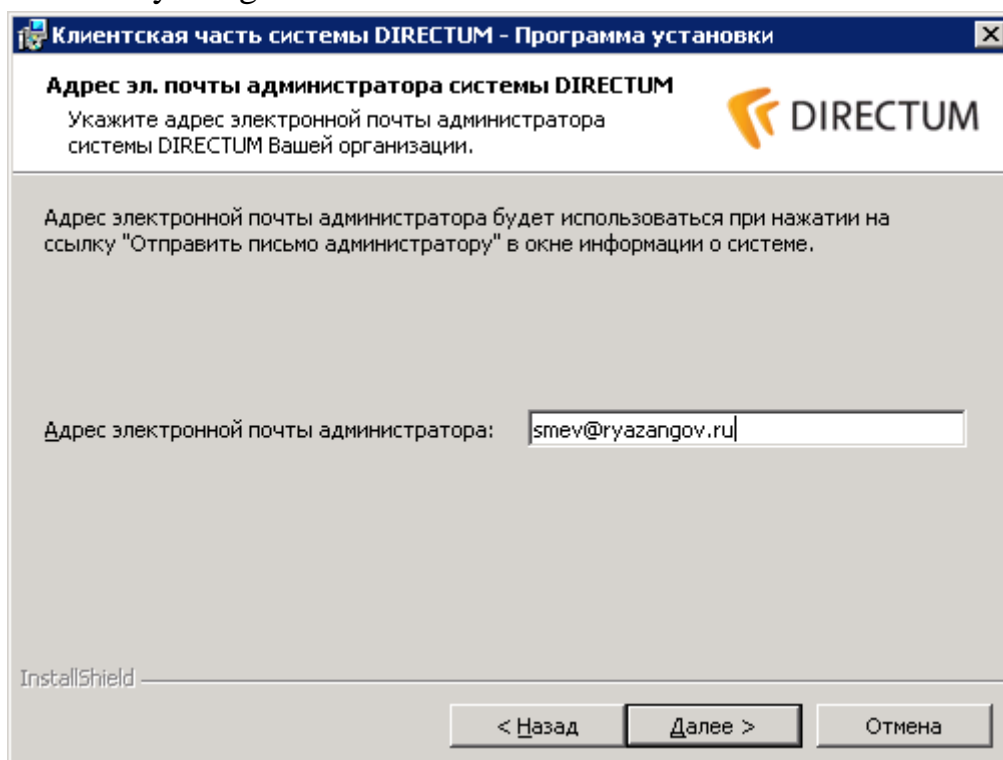 Клиентская часть системы DIRECTUM - Программа установки
Адрес эл. почты администратора системы DIRECTUM
Укажите адрес электронной почты администратора
системы DIRECTUM Вашей организации.
DIRECTUM
Адрес электронной почты администратора будет использоваться при нажатии на
ссылку "Отправить письмо администратору" в окне информации о системе.
Адрес электронной почты администратора: smev@ryazangov.ru
InstallShield
< Назад Далее > Отмена